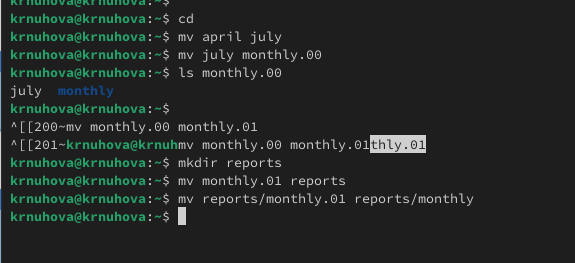 krnuhova@krnuhova:~$
krnuhova@krnuhova:~$ cd
krnuhova@krnuhova:~$ mv april july
krnuhova@krnuhova:~$ mv july monthly.00
krnuhova@krnuhova:~$ ls monthly.00
july  monthly
krnuhova@krnuhova:~$
^[[200~mv monthly.00 monthly.01
^[[201~krnuhova@krnuhmv monthly.00 monthly.01thly.01
krnuhova@krnuhova:~$ mkdir reports
krnuhova@krnuhova:~$ mv monthly.01 reports
krnuhova@krnuhova:~$ mv reports/monthly.01 reports/monthly
krnuhova@krnuhova:~$